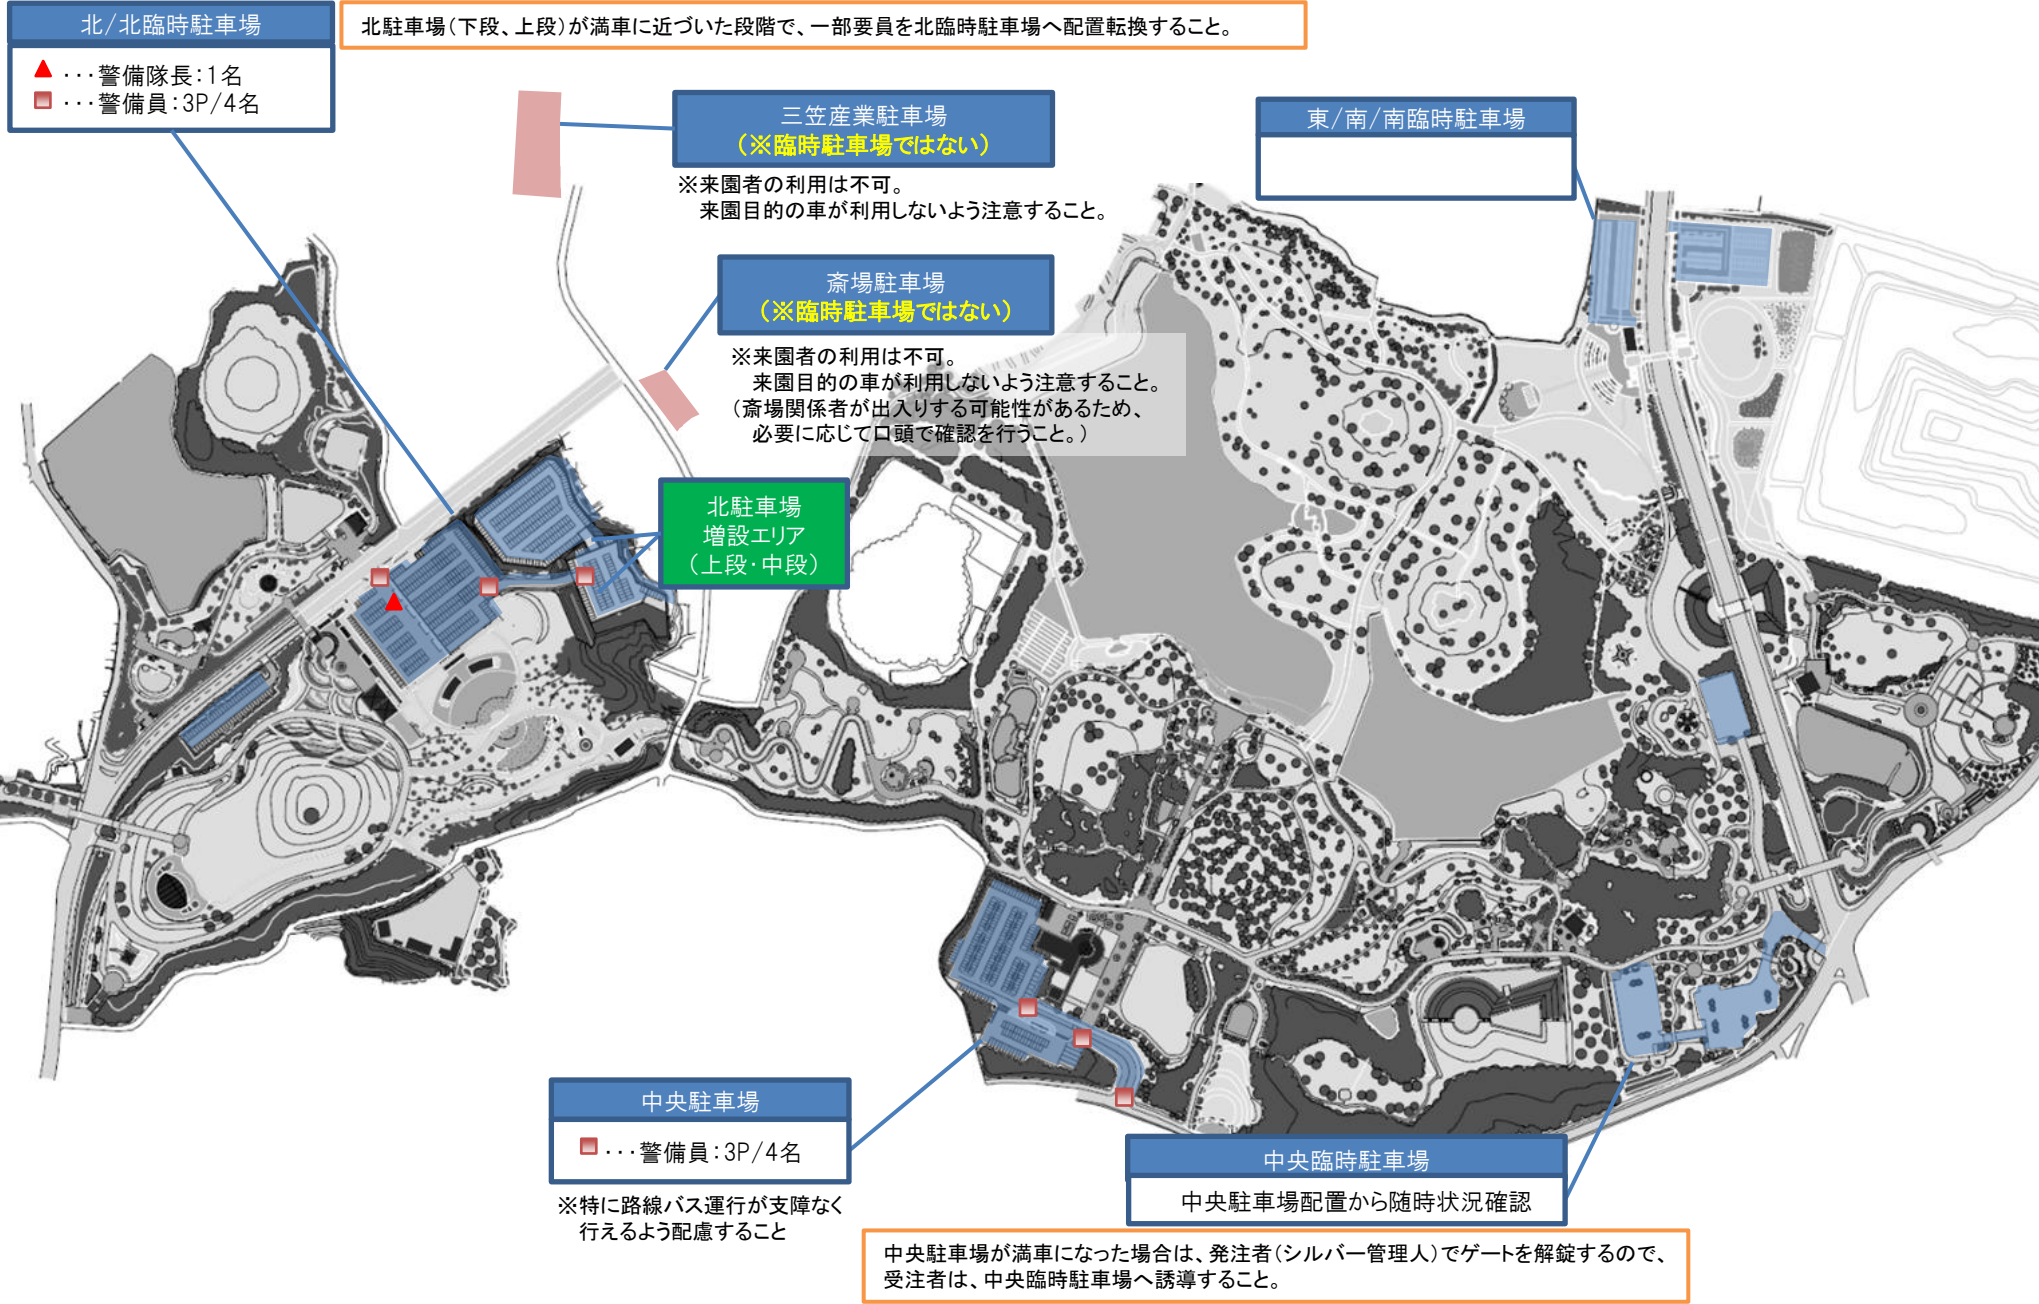 北/北臨時駐車場
▲ ・・・警備隊長：1名
・・・警備員：3P/4名
北駐車場（下段、上段）が満車に近づいた段階で、一部要員を北臨時駐車場へ配置転換すること。
三笠産業駐車場
（※臨時駐車場ではない）
※来園者の利用は不可。
来園目的の車が利用しないよう注意すること。
東/南/南臨時駐車場
斎場駐車場
（※臨時駐車場ではない）
※来園者の利用は不可。
来園目的の車が利用しないよう注意すること。
（斎場関係者が出入りする可能性があるため、
必要に応じて口頭で確認を行うこと。）
北駐車場
増設エリア
（上段・中段）
中央駐車場
・・・警備員：3P/4名
※特に路線バス運行が支障なく
行えるよう配慮すること
中央臨時駐車場
中央駐車場配置から随時状況確認
中央駐車場が満車になった場合は、発注者（シルバー管理人）でゲートを解錠するので、
受注者は、中央臨時駐車場へ誘導すること。